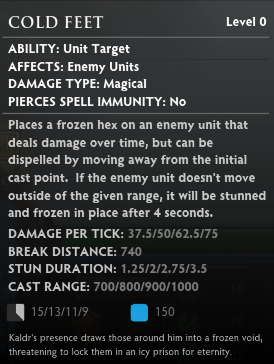 COLD FEET Level 0
ABILITY: Unit Target
AFFECTS: Enemy Units
DAMAGE TYPE: Magical
PIERCES SPELL IMMUNITY: No
Places a frozen hex on an enemy unit that
deals damage over time, but can be
dispelled by moving away from the initial
cast point. If the enemy unit doesn't move
outside of the given range, it will be stunned
and frozen in place after 4 seconds.
DAMAGE PER TICK: 37.5/50/62.5/75
BREAK DISTANCE: 740
STUN DURATION: 1.25/2/2.75/3.5
CAST RANGE: 700/800/900/1000
15/13/11/9 150
Kaldr's presence draws those around him into a frozen void,
threatening to lock them in an icy prison for eternity.